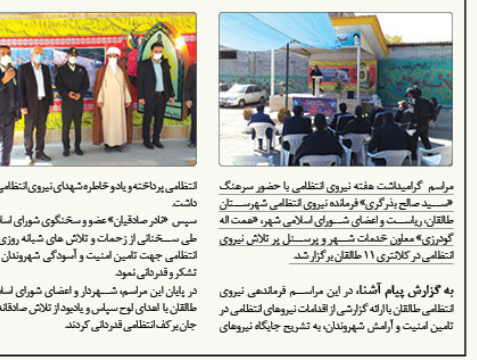 مراسم گرامیداشت هفته نیروی انتظامی با حضور سرهنگ
«سید صالح بذرگری» فرمانده نیروی انتظامی شهرستان
طالقان، ریاست و اعضای شورای اسلامی شهر، «همت اله
گودرزی» معاون خدمات شهر و پرسنل پر تلاش نیروی
انتظامی در کلانتری ۱۱ طالقان برگزار شد.
به گزارش پیام آشنا، در این مراسم فرماندهی نیروی
انتظامی طالقان با ارائه گزارشی از اقدامات نیروهای انتظامی در
تامین امنیت و آرامش شهروندان، به تشریح جایگاه نیروهای
انتظامی پرداخته و یاد و خاطره شهدای نیروی انتظامی
داشت.
سپس «نادر صادقیان» عضو و سخنگوی شورای
طی سخنانی از زحمات و تلاش های شبانه روزی
انتظامی جهت تامین امنیت و آسودگی شهروندان
تشکر و قدردانی نمود.
در پایان این مراسم، شهردار و اعضای شورای
طالقان با اهدای لوح سپاس و یادبود از تلاش
جان بر کف انتظامی قدردانی کردند.